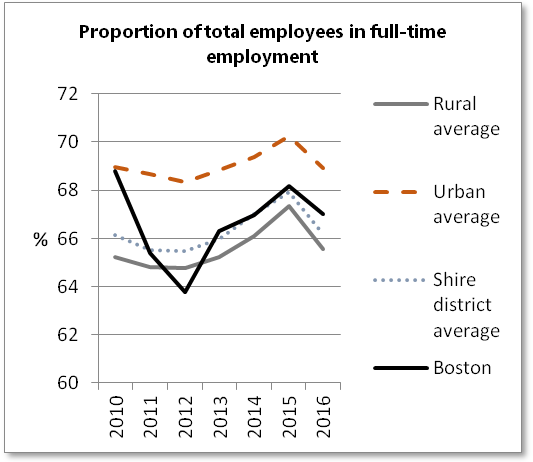 Proportion of total employees in full-time
employment
72
70
68
66
64
62
60
%
2010
2011
2012
2013
2014
2015
2016
Rural
average
Urban
average
Shire
district
average
Boston